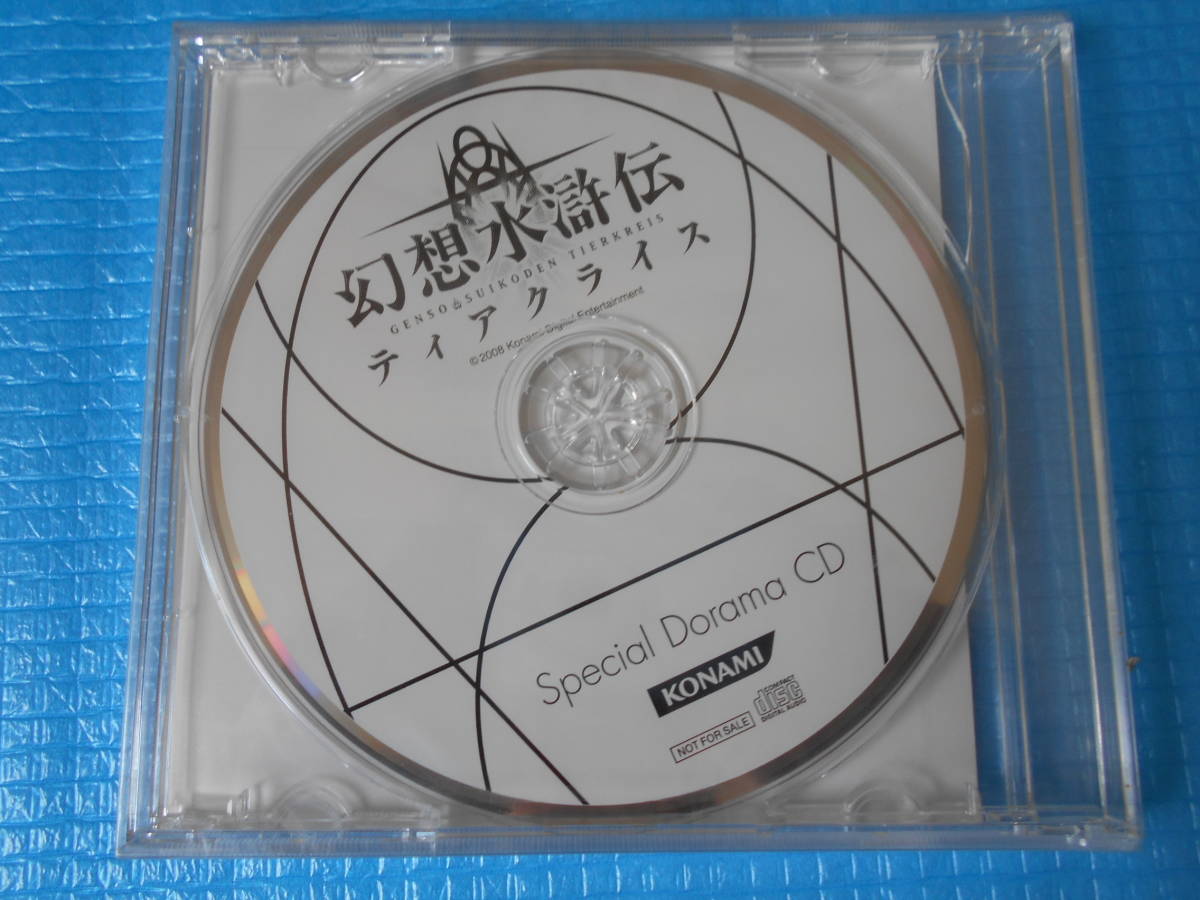 幻想水滸伝
GENSO SUIKODEN TIERKREIS
ティアクライス
©2008 Konami Digital Entertainment
Special Dorama CD
KONAMI
NOT FOR SALE
COMPACT
disc
DIGITAL AUDIO